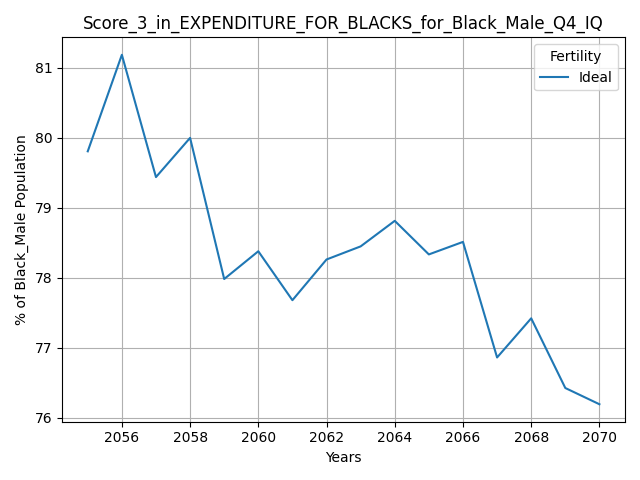 Score_3_in_EXPENDITURE_FOR_BLACKS_for_Black_Male_Q4_IQ
Fertility
Ideal
% of Black_Male Population
81
80
79
78
77
76
2056 2058 2060 2062 2064 2066 2068 2070
Years